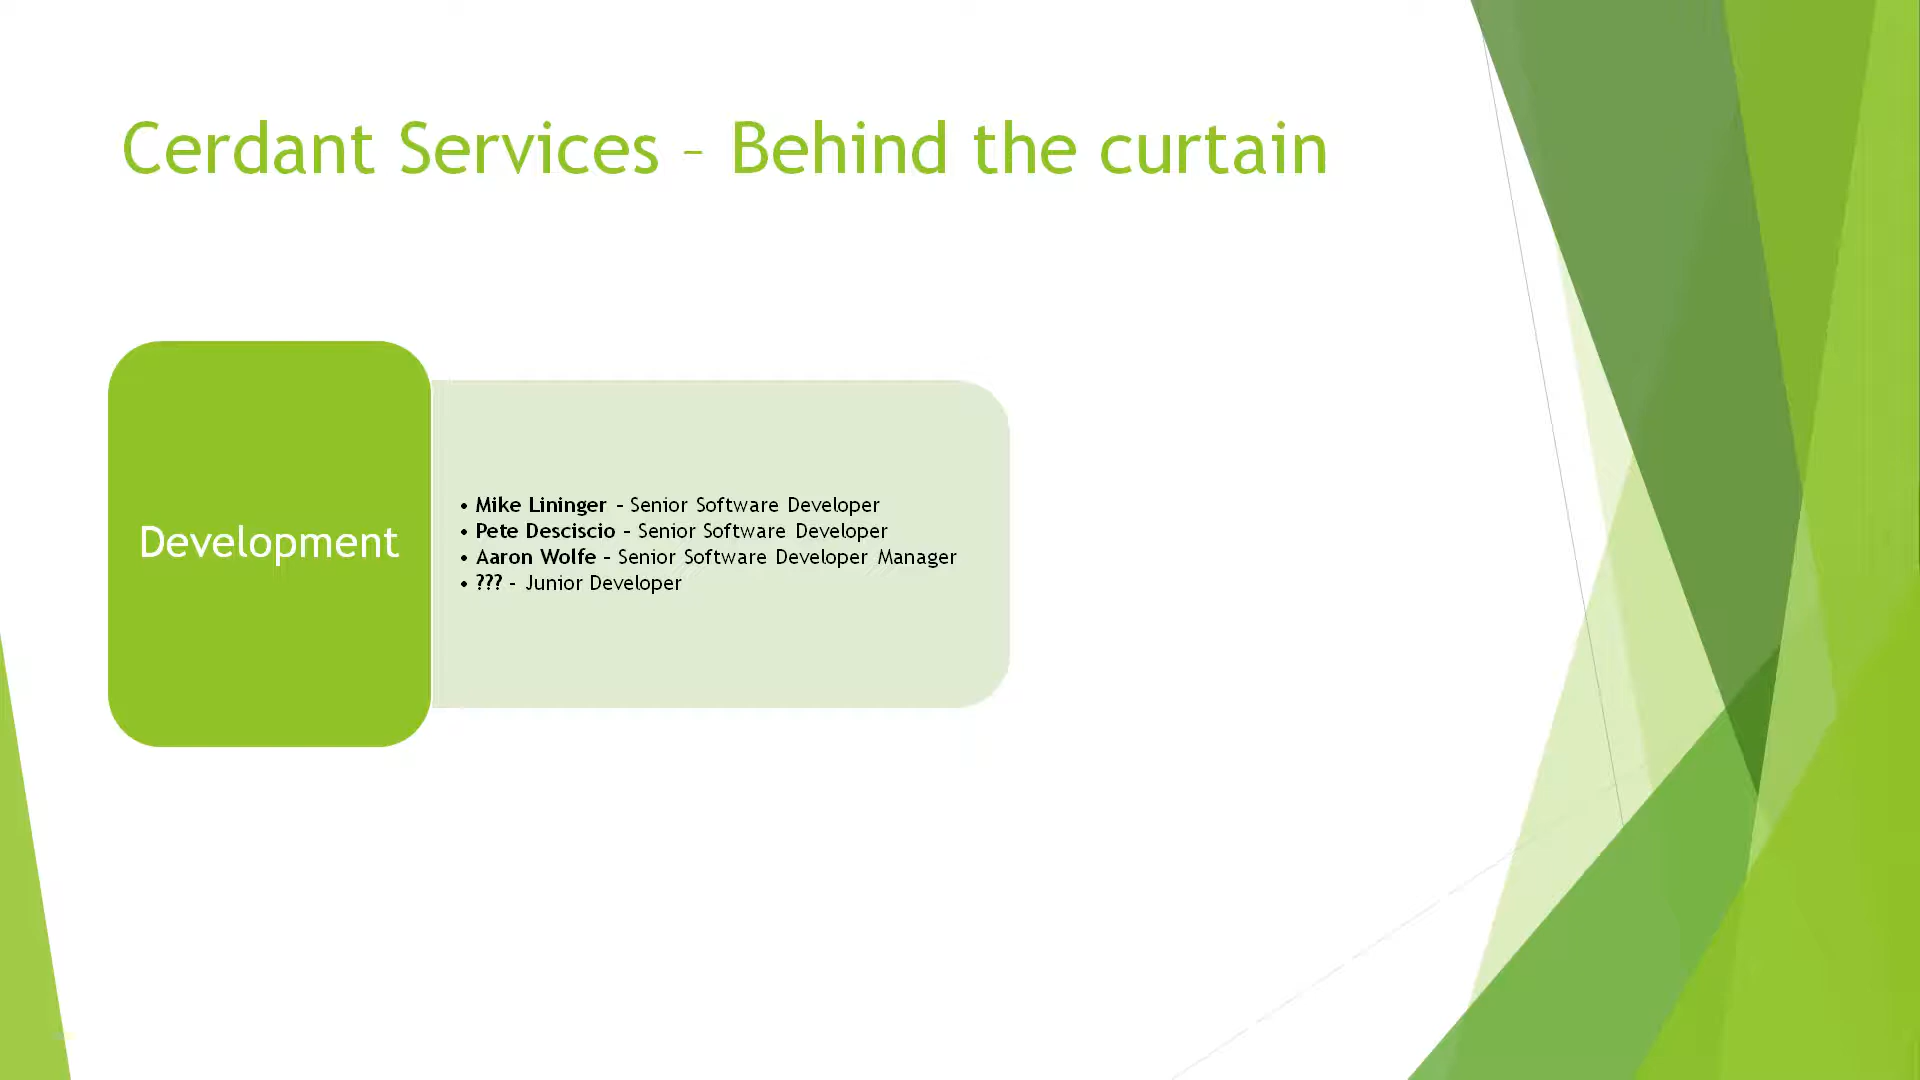 Cerdant Services – Behind the curtain
Development
• Mike Lininger – Senior Software Developer
• Pete Desciscio – Senior Software Developer
• Aaron Wolfe – Senior Software Developer Manager
• ??? - Junior Developer